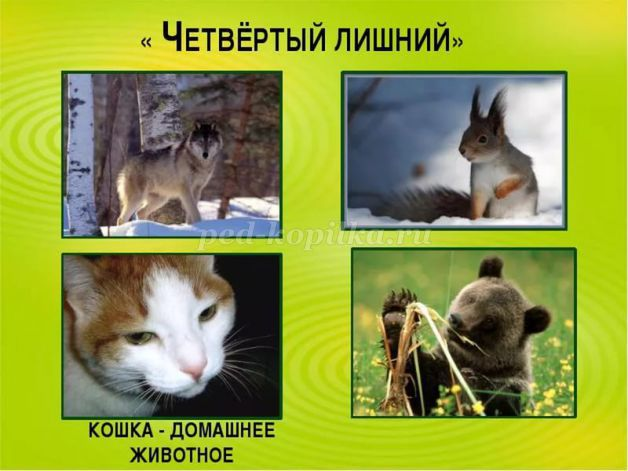 « ЧЕТВЁРТЫЙ ЛИШНИЙ»
ped-kopilka.ru
КОШКА - ДОМАШНЕЕ
ЖИВОТНОЕ